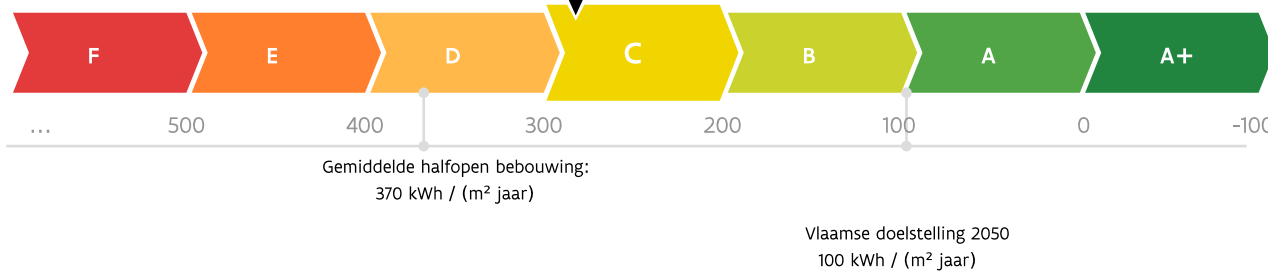 F E D C B A A+
... 500 400 300 200 100 0 -100
Gemiddelde halfopen bebouwing:
370 kWh / (m² jaar)
Vlaamse doelstelling 2050
100 kWh / (m² jaar)